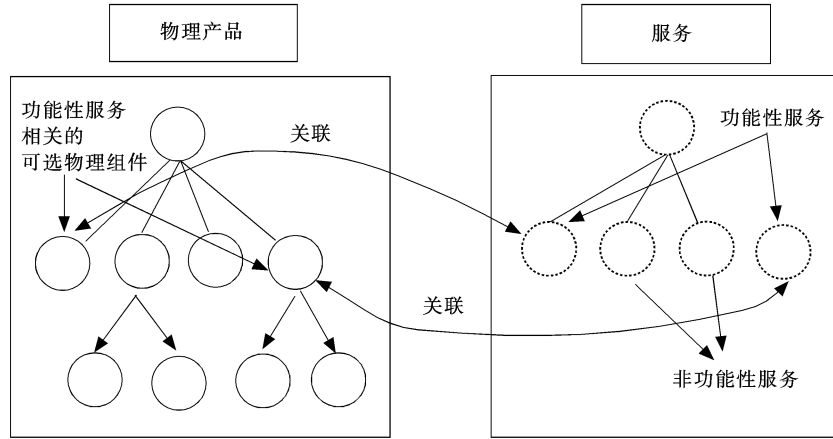 物理产品
服务
功能性服务
相关的
可选物理组件
关联
功能性服务
关联
非功能性服务